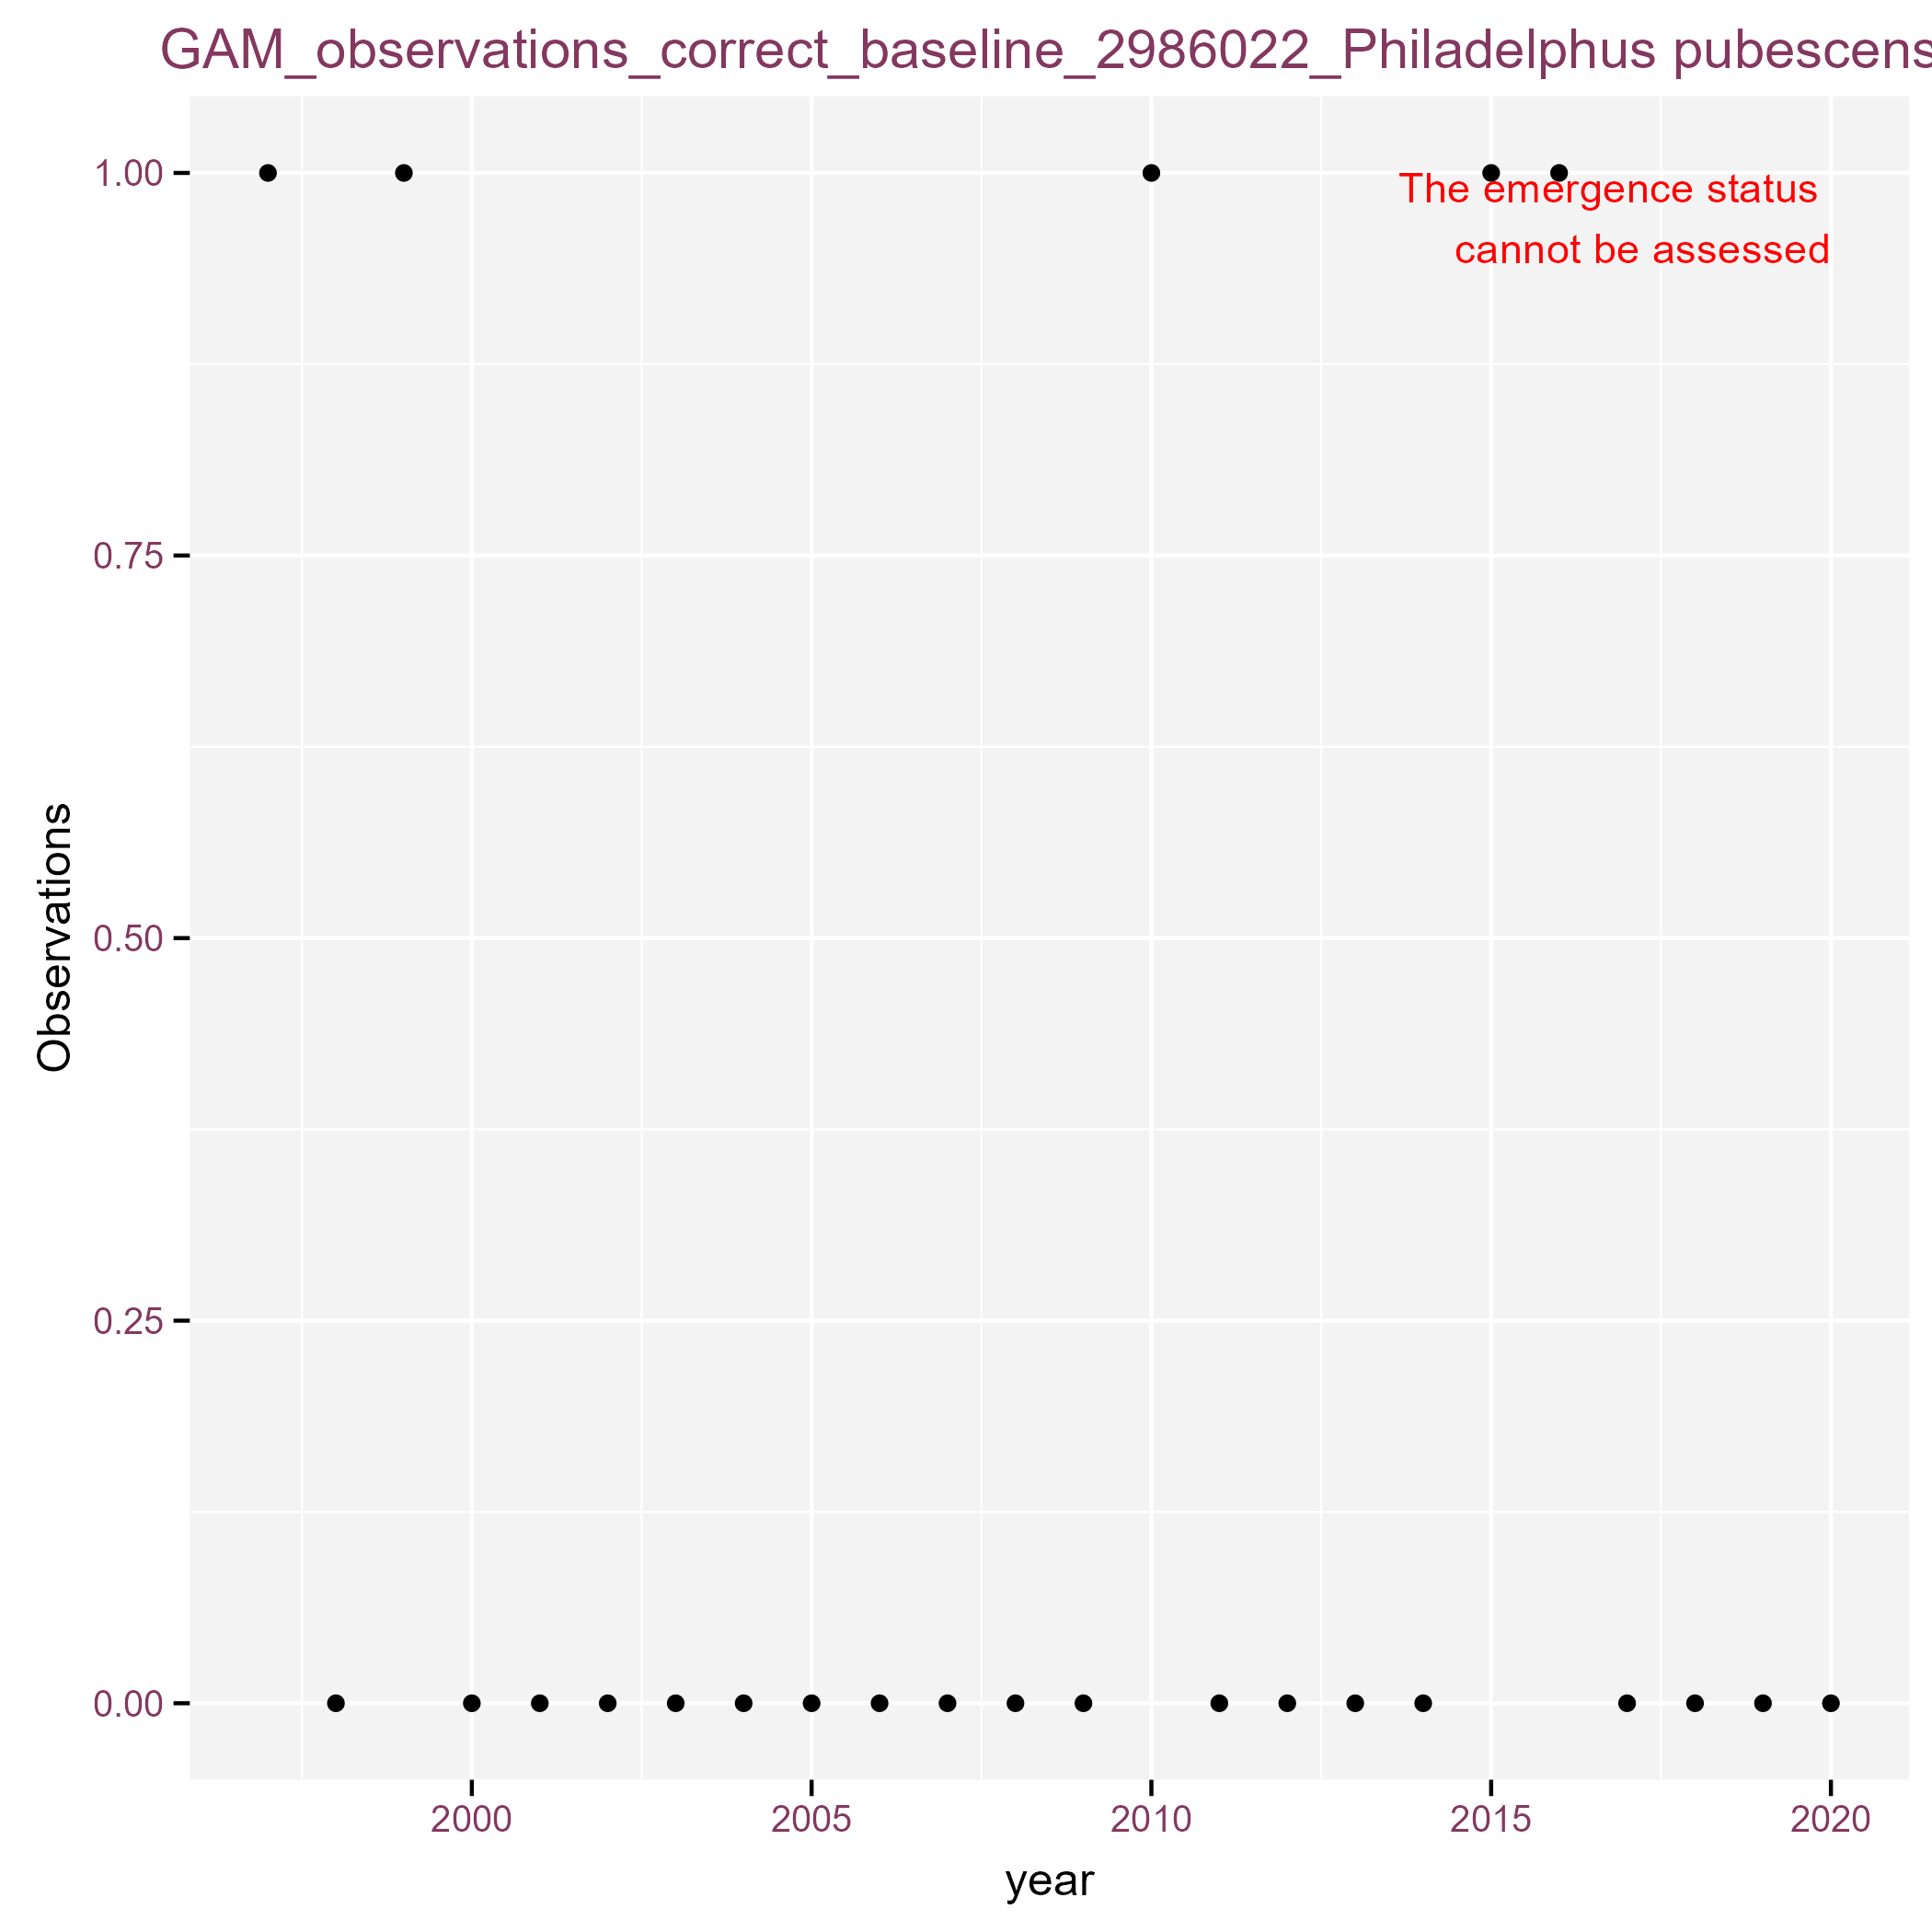 GAM_observations_correct_baseline_2986022_Philadelphus pubescens
1.00
The emergence status
cannot be assessed
0.75
Observations
0.50
0.25
0.00
2000 2005 2010 2015 2020
year